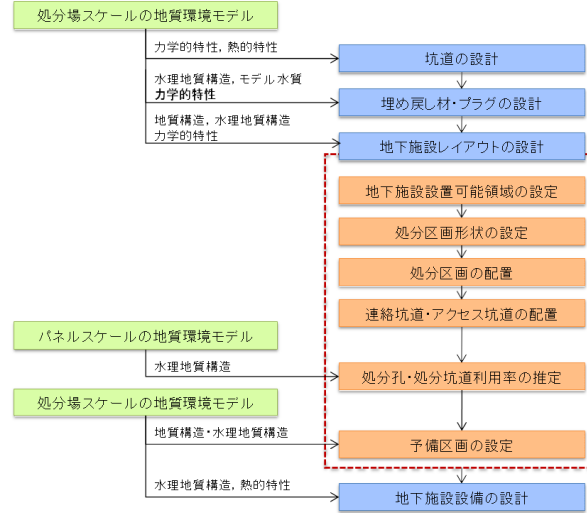 処分場スケールの地質環境モデル
力学的特性, 熱的特性
坑道の設計
水理地質構造, モデル水質
力学的特性
埋め戻し材・プラグの設計
地質構造, 水理地質構造
力学的特性
地下施設レイアウトの設計
地下施設設置可能領域の設定
処分区画形状の設定
処分区画の配置
連絡坑道・アクセス坑道の配置
パネルスケールの地質環境モデル
水理地質構造
処分孔・処分坑道利用率の推定
処分場スケールの地質環境モデル
地質構造・水理地質構造
予備区画の設定
水理地質構造, 熱的特性
地下施設設備の設計